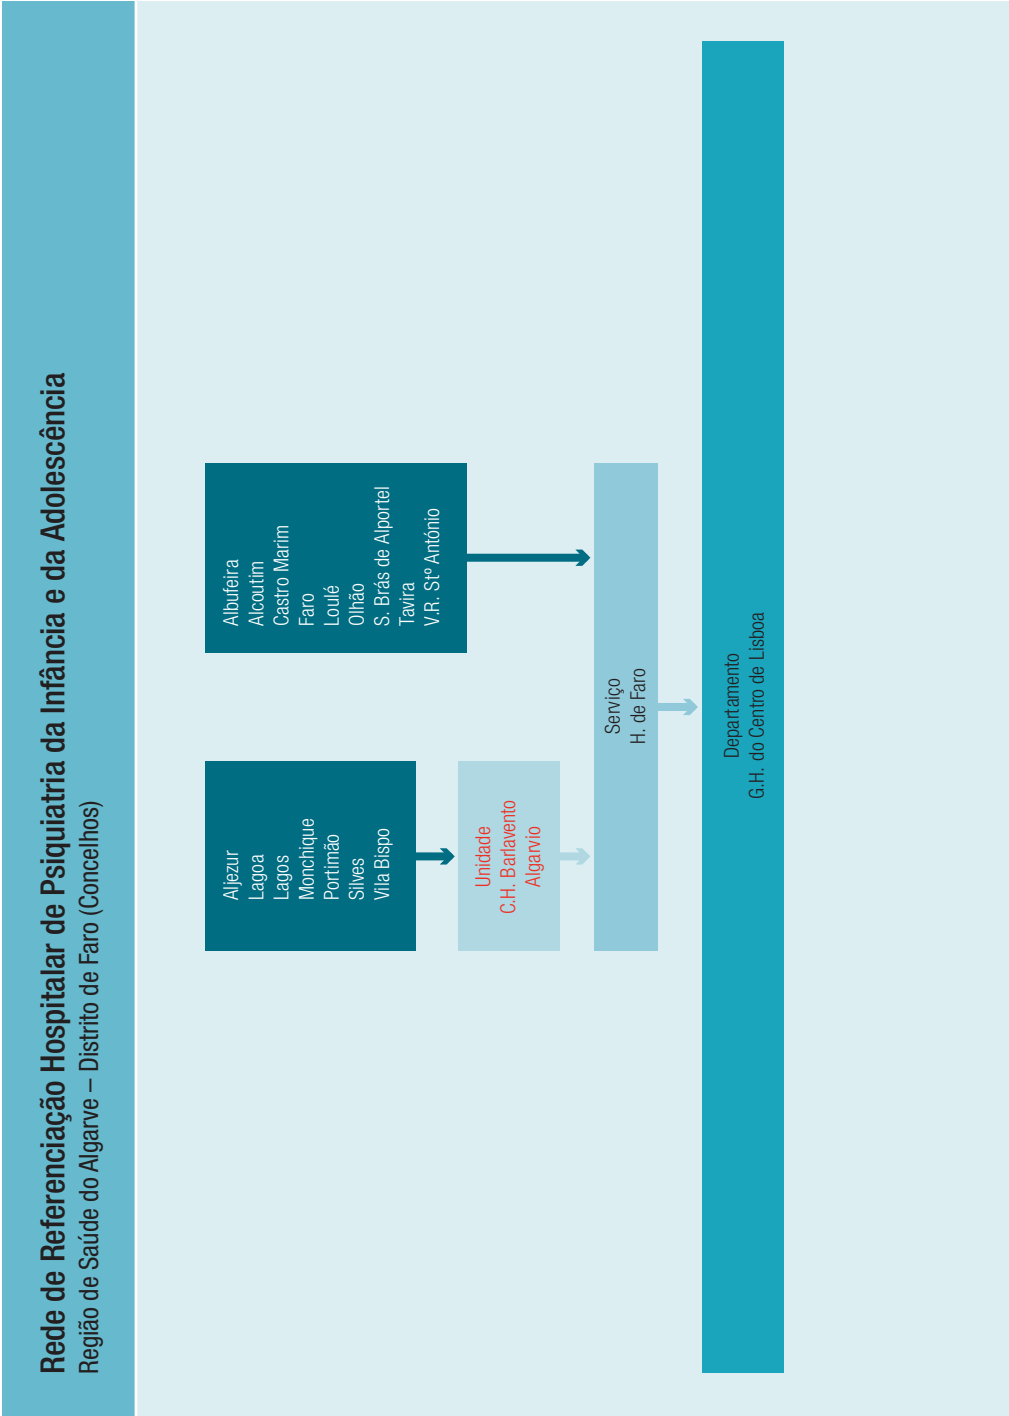 Rede de Referenciação Hospitalar de Psiquiatria da Infância e da Adolescência
Região de Saúde do Algarve – Distrito de Faro (Concelhos)
Aljezur
Lagoa
Lagos
Monchique
Portimão
Silves
Vila Bispo
Albufeira
Alcoutim
Castro Marim
Faro
Loulé
Olhão
S. Brás de Alportel
Tavira
V.R. Stº António
Unidade
C.H. Barlavento
Algarvio
Serviço
H. de Faro
Departamento
G.H. do Centro de Lisboa